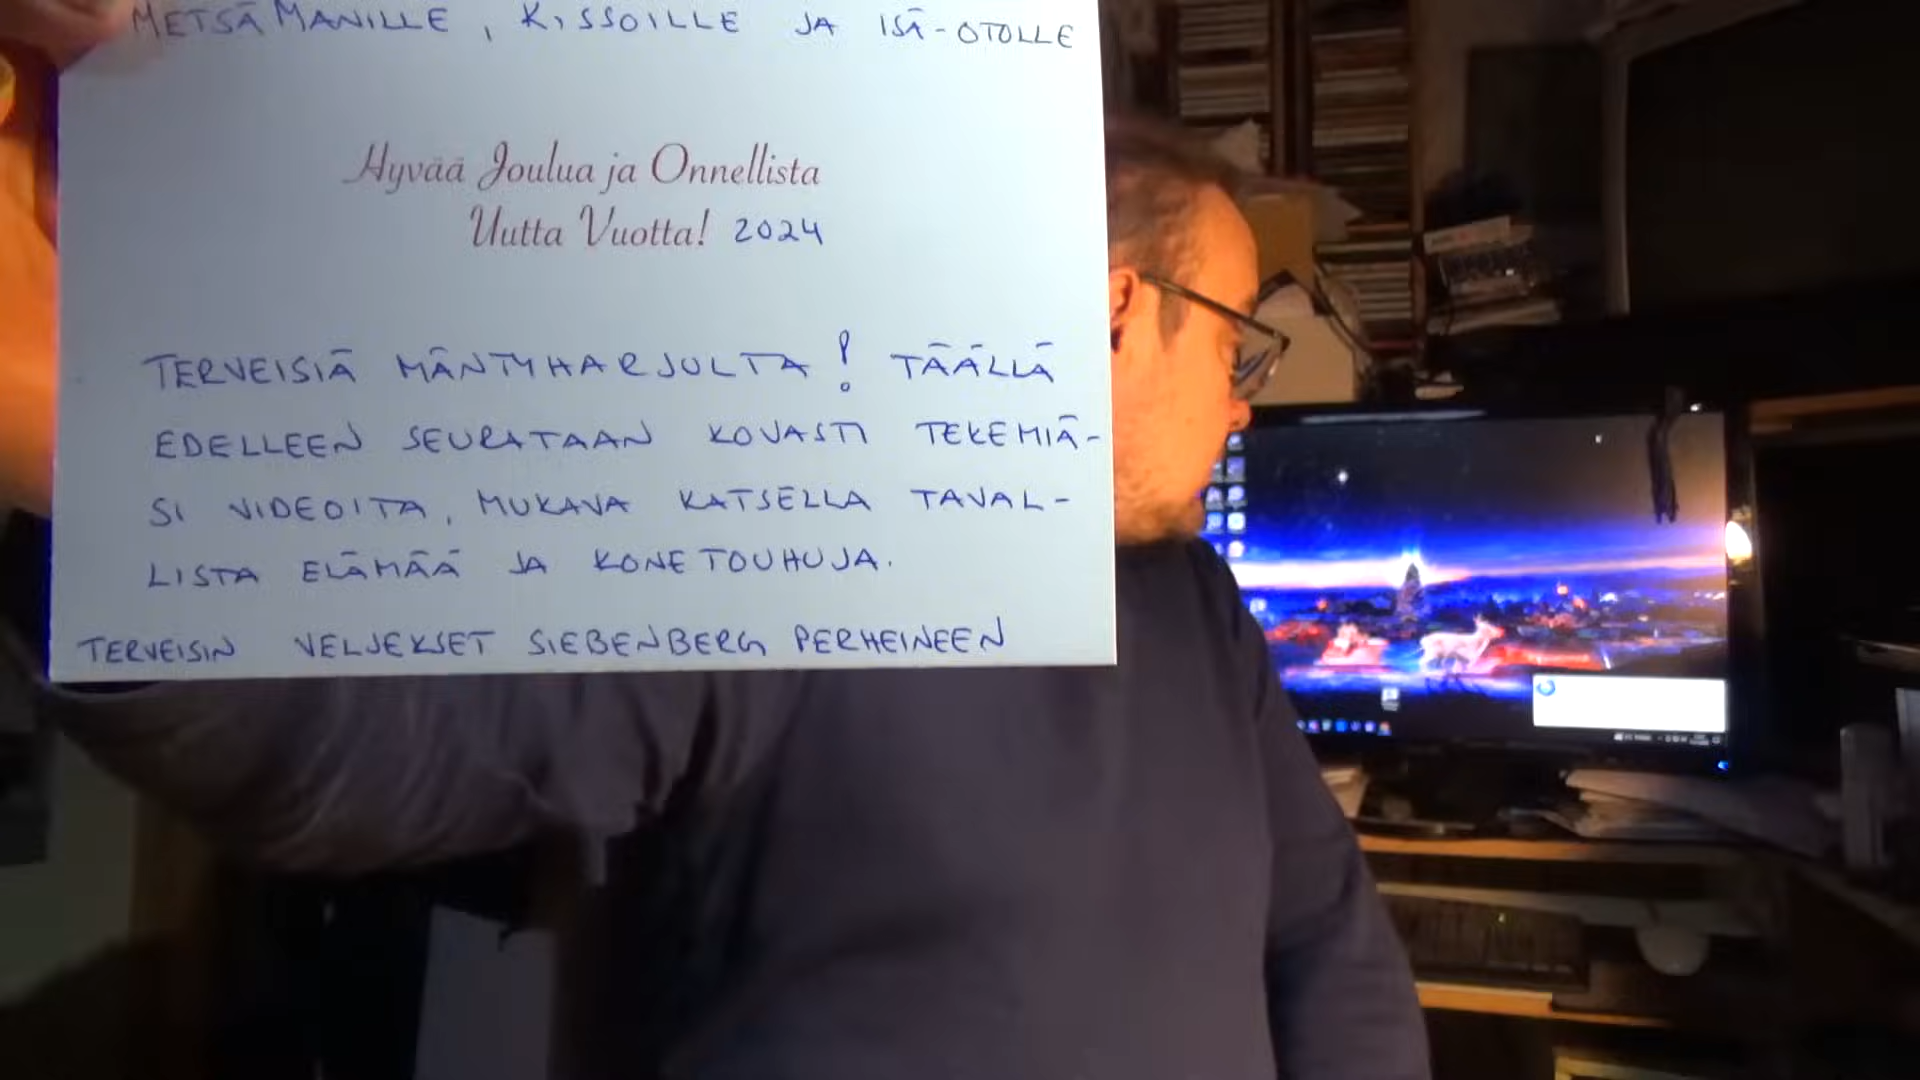 METSÄMANILLE, KISSOILLE JA ISÄ-OTOLLE
Hyvää Joulua ja Onnellista
Uutta Vuotta! 2024
TERVEISIÄ MÄNTYHARJULTA! TÄÄLLÄ
EDELLEEN SEURATAAN KOVASTI TEKEMIÄ-
SI VIDEOITA, MUKAVA KATSELLA TAVAL-
LISTA ELÄMÄÄ JA KONETOUHUJA.
TERVEISIN VELJEKSET SIEBENBERG PERHEINEEN